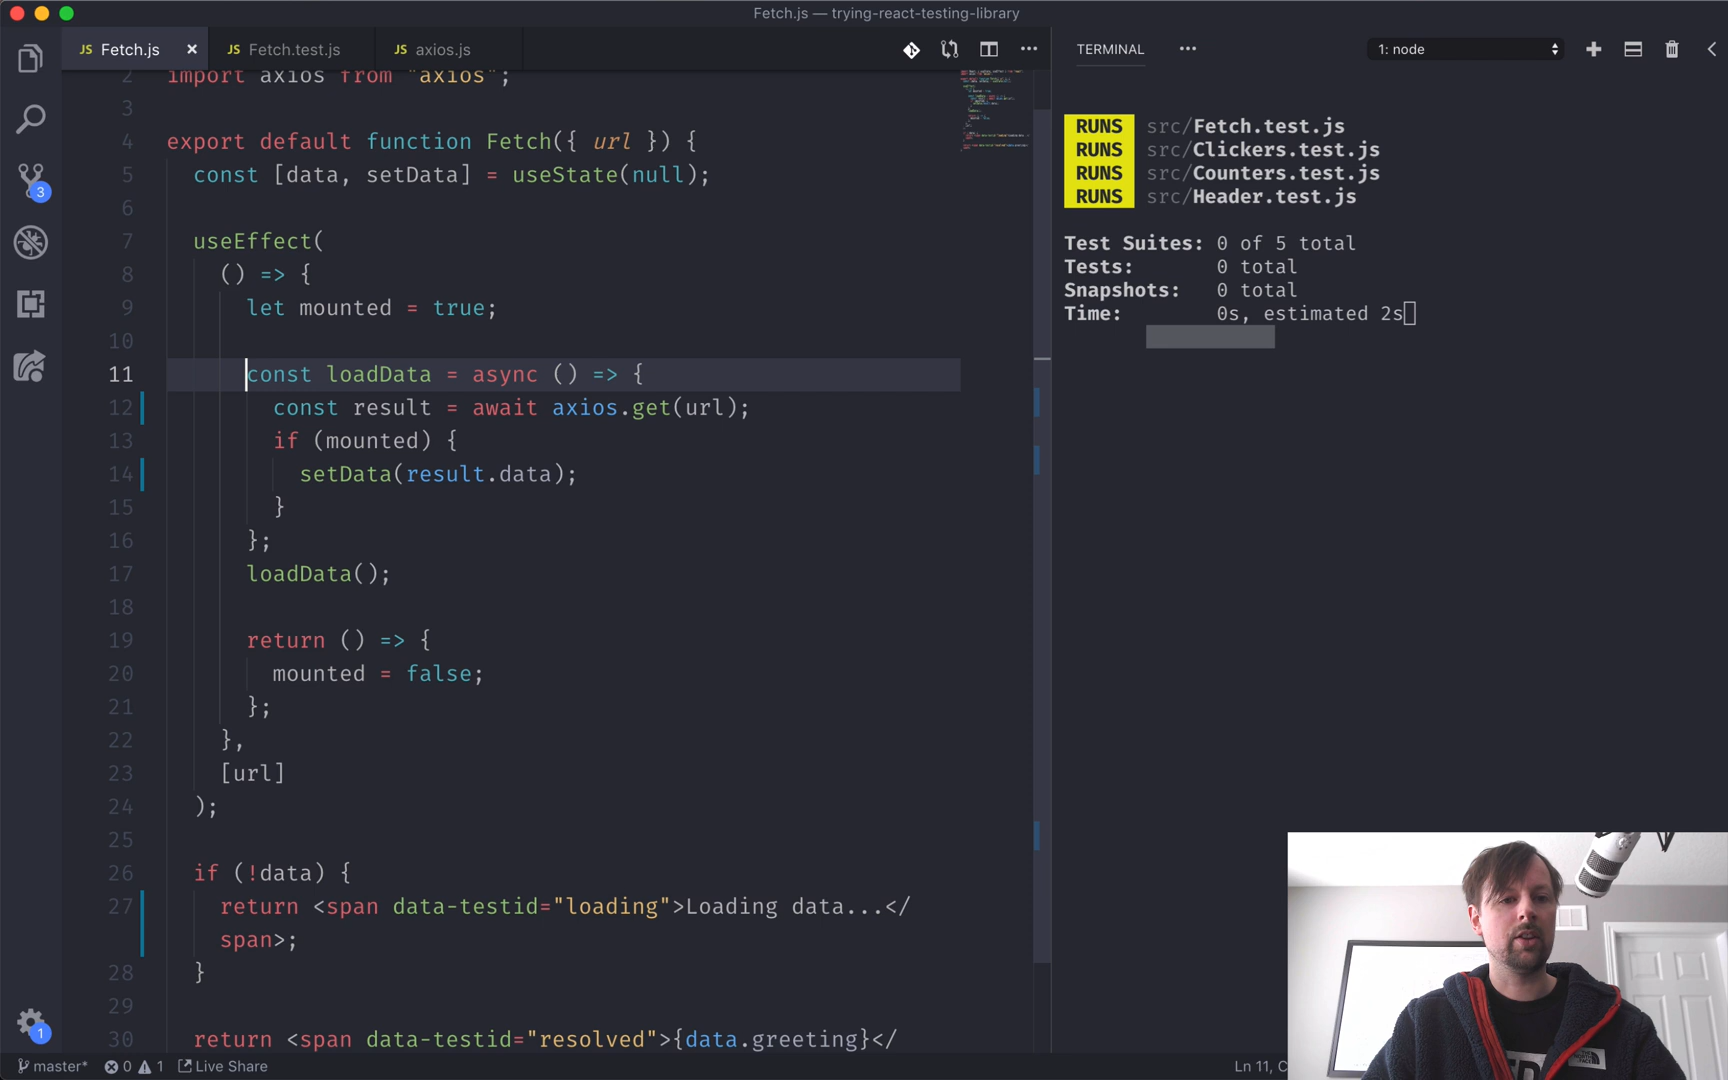 Fetch.js — trying-react-testing-library
JS Fetch.js ×
JS Fetch.test.js
JS axios.js
2 import axios from "axios";
3
4 export default function Fetch({ url }) {
5 const [data, setData] = useState(null);
6
7 useEffect(
8 () => {
9 let mounted = true;
10
11 const loadData = async () => {
12 const result = await axios.get(url);
13 if (mounted) {
14 setData(result.data);
15 }
16 };
17 loadData();
18
19 return () => {
20 mounted = false;
21 };
22 },
23 [url]
24 );
25
26 if (!data) {
27 return <span data-testid="loading">Loading data...</
span>;
28 }
29
30 return <span data-testid="resolved">{data.greeting}</
3
1
master* 0 1 Live Share
Ln 11, C
TERMINAL ··· 1: node
RUNS src/Fetch.test.js
RUNS src/Clickers.test.js
RUNS src/Counters.test.js
RUNS src/Header.test.js
Test Suites: 0 of 5 total
Tests: 0 total
Snapshots: 0 total
Time: 0s, estimated 2s